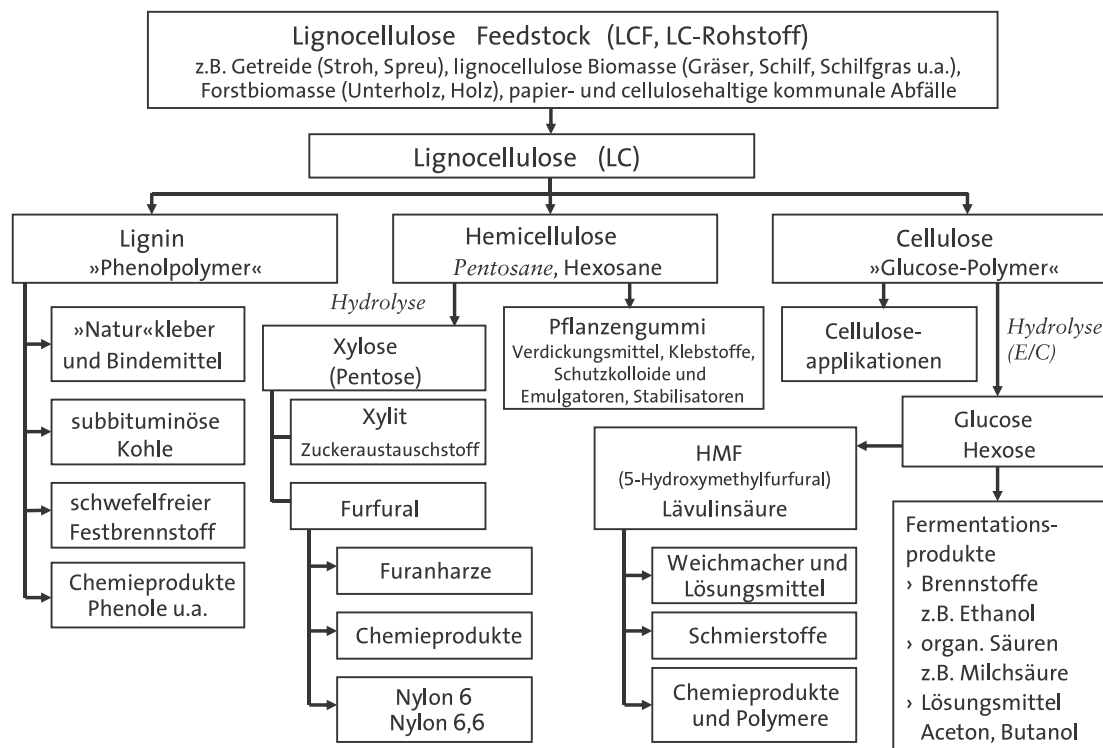 Lignocellulose Feedstock (LCF, LC-Rohstoff)
z.B. Getreide (Stroh, Spreu), lignocellulose Biomasse (Gräser, Schilf, Schilfgras u.a.),
Forstbiomasse (Unterholz, Holz), papier- und cellulosehaltige kommunale Abfälle
Lignocellulose (LC)
Lignin
»Phenolpolymer«
Hemicellulose
Pentosane, Hexosane
Cellulose
»Glucose-Polymer«
»Natur«kleber
und Bindemittel
subbituminöse
Kohle
schwefelfreier
Festbrennstoff
Chemieprodukte
Phenole u.a.
Hydrolyse
Xylose
(Pentose)
Xylit
Zuckeraustauschstoff
Furfural
Furanharze
Chemieprodukte
Nylon 6
Nylon 6,6
Pflanzengummi
Verdickungsmittel, Klebstoffe,
Schutzkolloide und
Emulgatoren, Stabilisatoren
Cellulose-
applikationen
Hydrolyse
(E/C)
Glucose
Hexose
HMF
(5-Hydroxymethylfurfural)
Lävulinsäure
Weichmacher und
Lösungsmittel
Schmierstoffe
Chemieprodukte
und Polymere
Fermentations-
produkte
› Brennstoffe
z.B. Ethanol
› organ. Säuren
z.B. Milchsäure
› Lösungsmittel
Aceton, Butanol